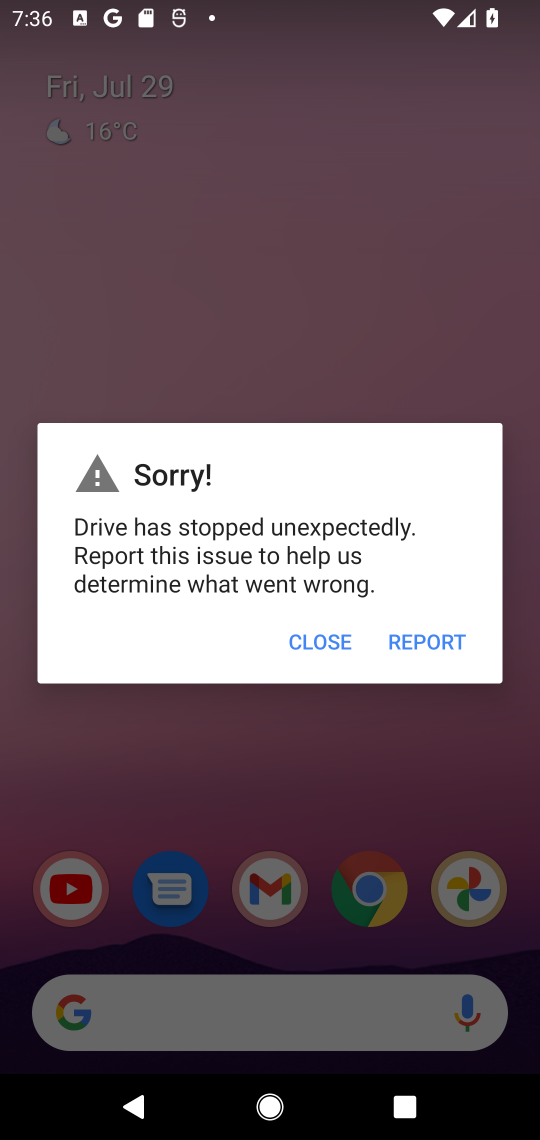 7:36
Fri, Jul 29
16°C
Sorry!
Drive has stopped unexpectedly.
Report this issue to help us
determine what went wrong.
CLOSE REPORT